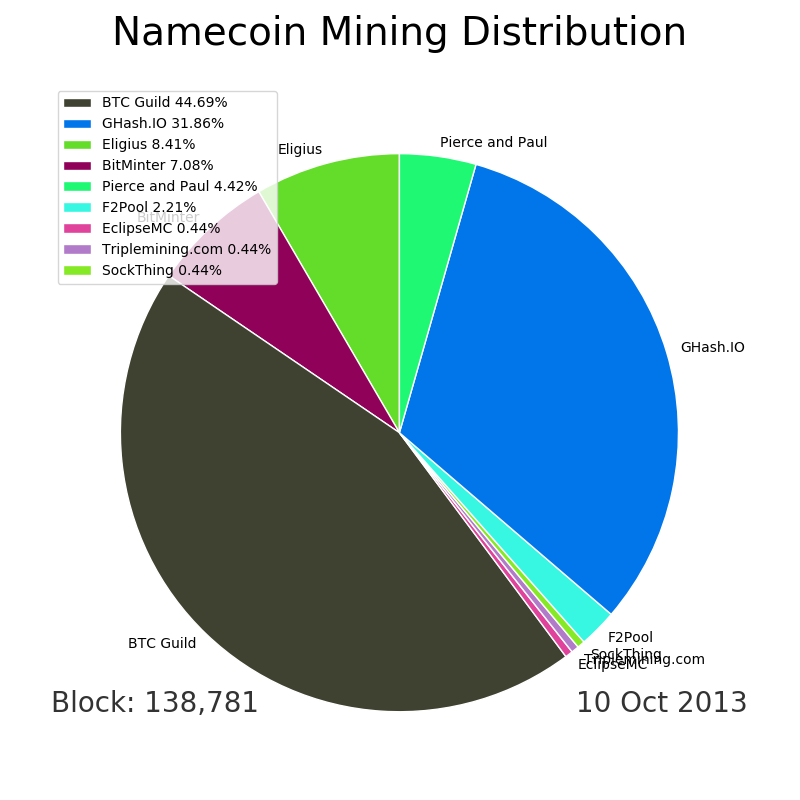 Namecoin Mining Distribution
BTC Guild 44.69%
GHash.IO 31.86%
Eligius 8.41%
BitMinter 7.08%
Pierce and Paul 4.42%
F2Pool 2.21%
EclipseMC 0.44%
Triplemining.com 0.44%
SockThing 0.44%
Eligius
Pierce and Paul
BitMinter
GHash.IO
BTC Guild
F2Pool
SockThing
Triplemining.com
EclipseMC
Block: 138,781
10 Oct 2013